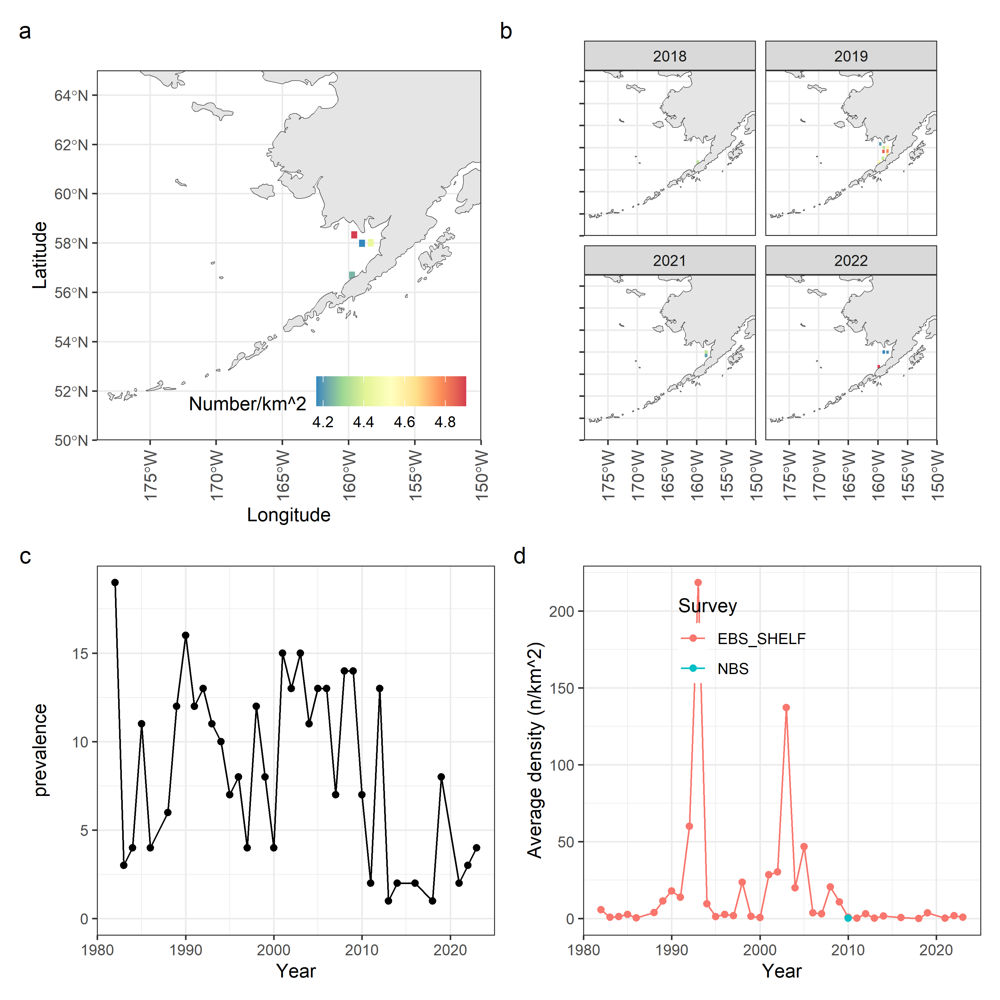 a
64°N
62°N
60°N
58°N
56°N
54°N
52°N
50°N
Latitude
Number/km^2
4.2 4.4 4.6 4.8
175°W 170°W 165°W 160°W 155°W 150°W
Longitude
b
2018 2019
2021 2022
175°W 170°W 165°W 160°W 155°W 150°W 175°W 170°W 165°W 160°W 155°W 150°W
c
prevalence
15
10
5
0
1980 1990 2000 2010 2020
Year
d
Average density (n/km^2)
200
150
100
50
0
Survey
EBS_SHELF
NBS
1980 1990 2000 2010 2020
Year